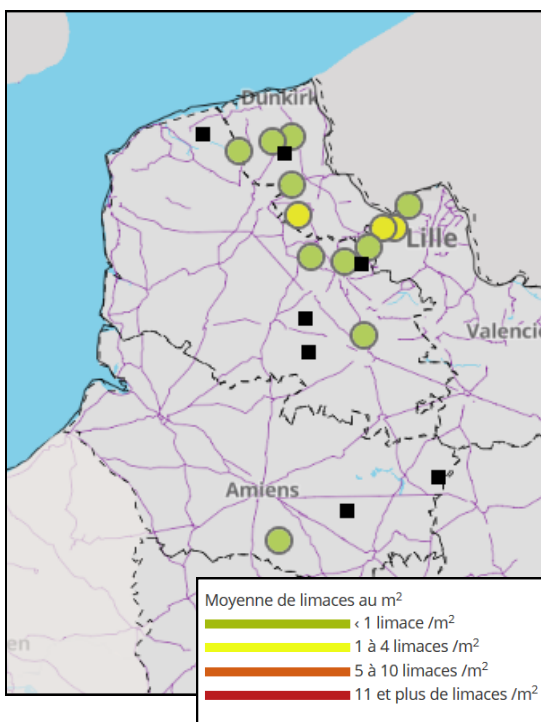 Dunkirk
Lille
Valencie
Amiens
en
Moyenne de limaces au m²
‹ 1 limace /m²
1 à 4 limaces /m²
5 à 10 limaces /m²
11 et plus de limaces /m²